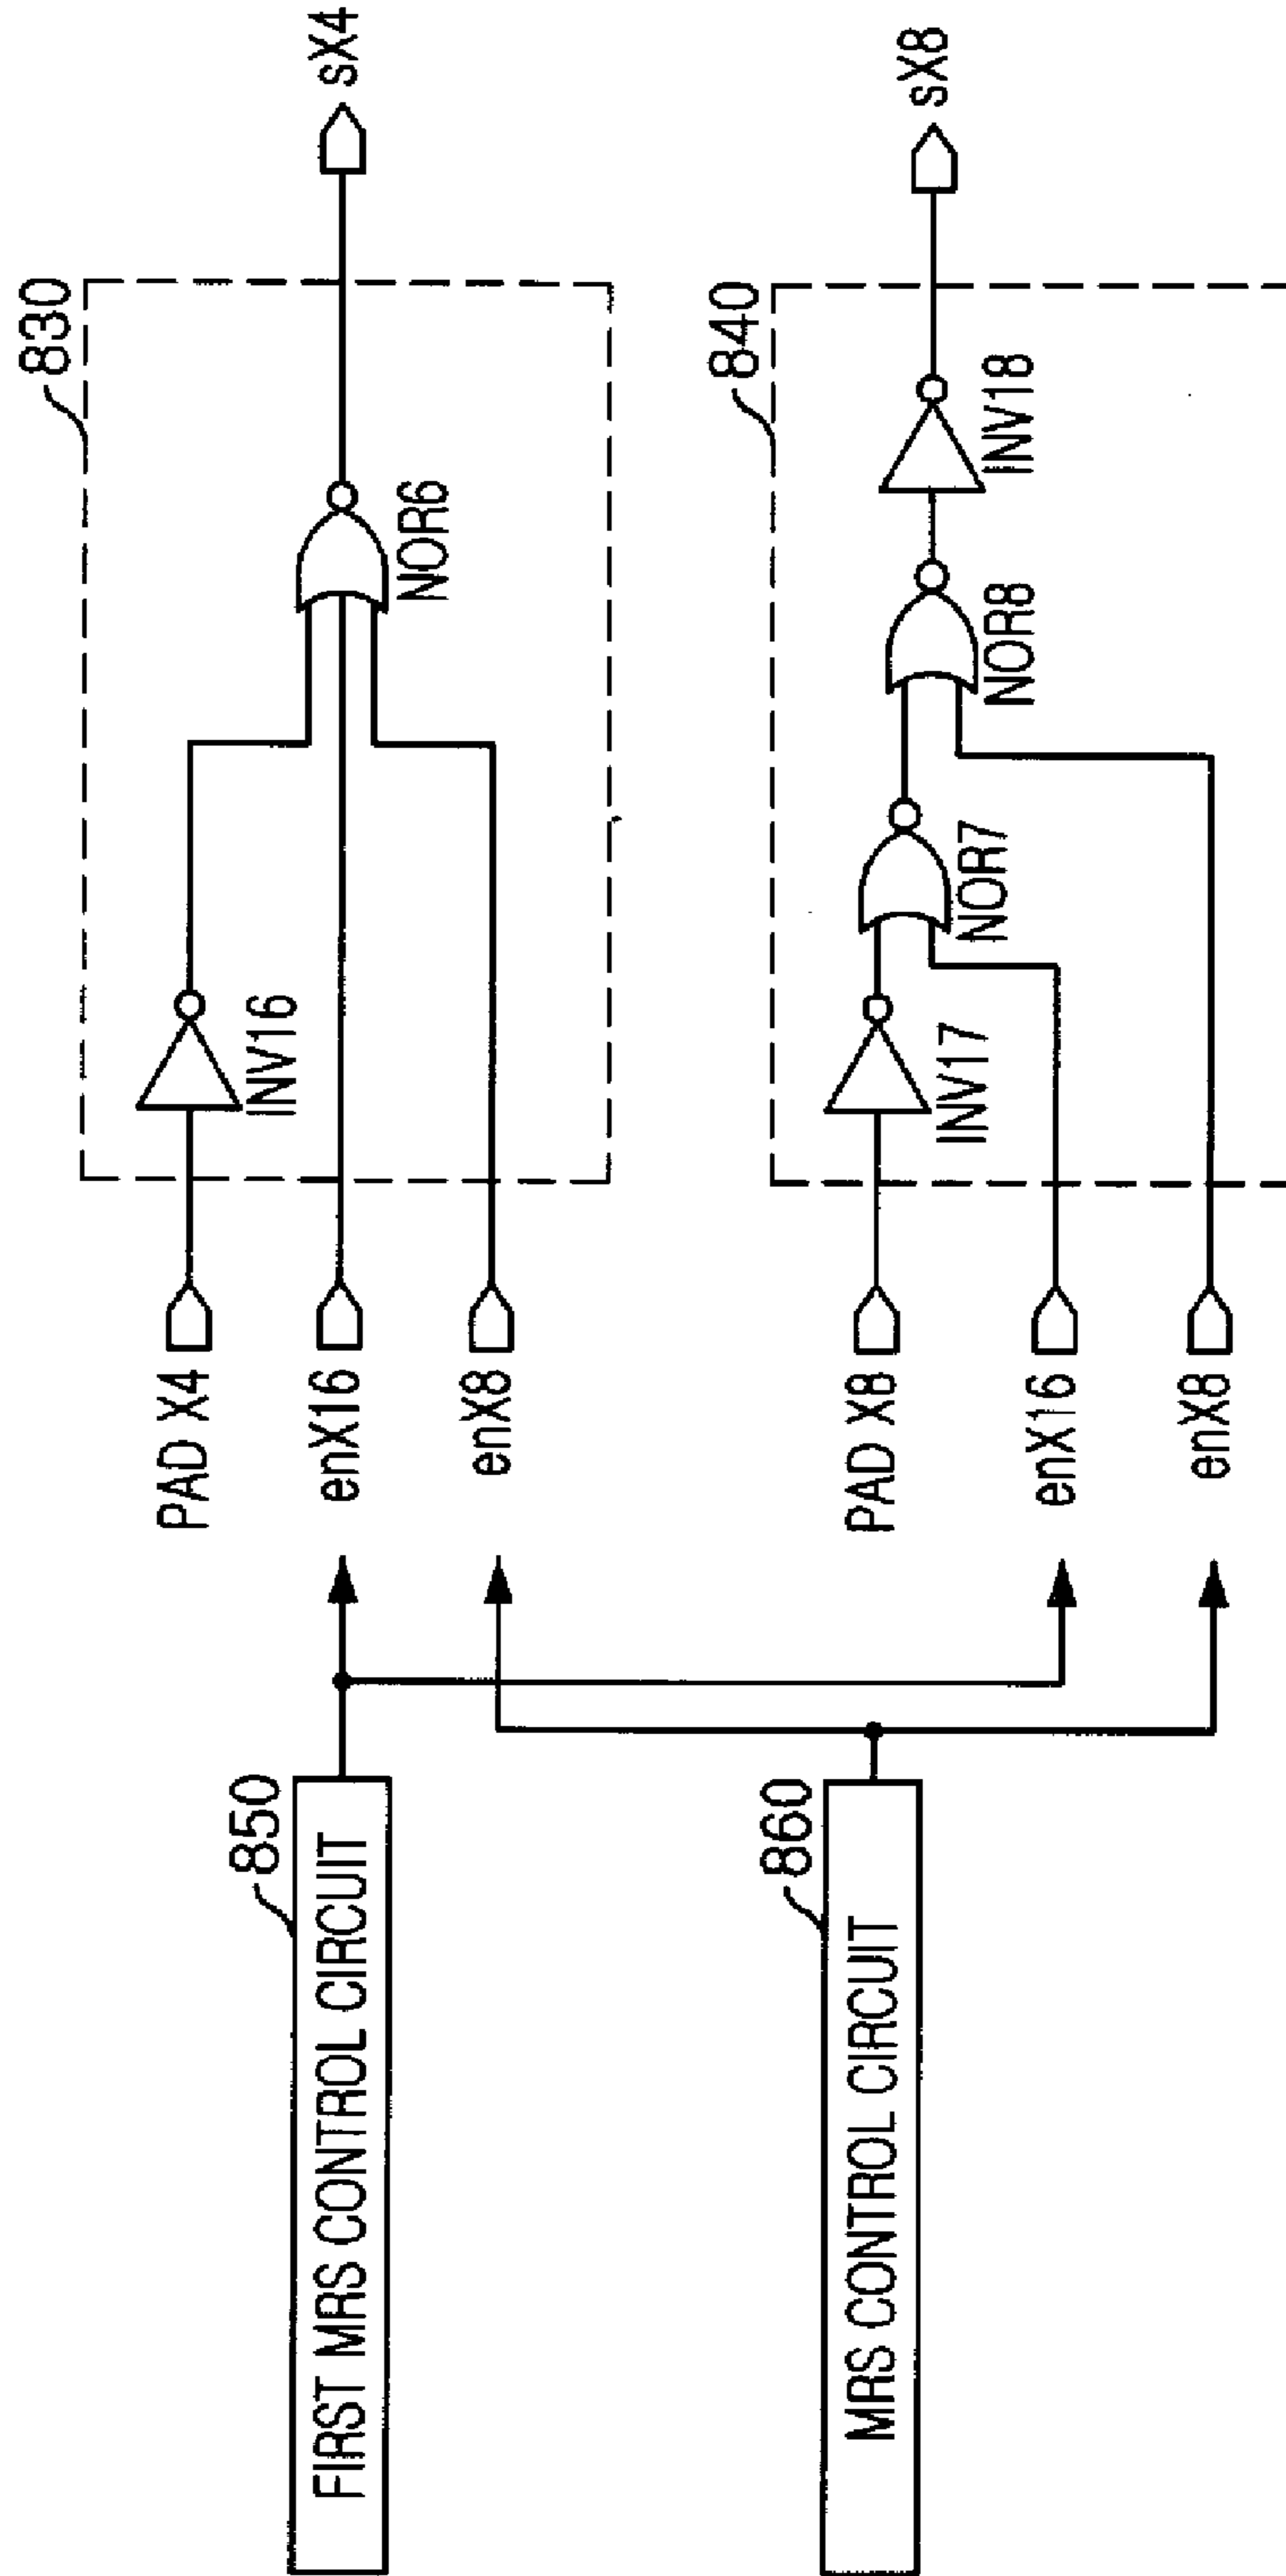 830
PAD X4
INV16
NOR6
sX4
enX16
enX8
850
FIRST MRS CONTROL CIRCUIT
840
PAD X8
INV17
NOR7
NOR8
INV18
sX8
enX16
enX8
860
MRS CONTROL CIRCUIT